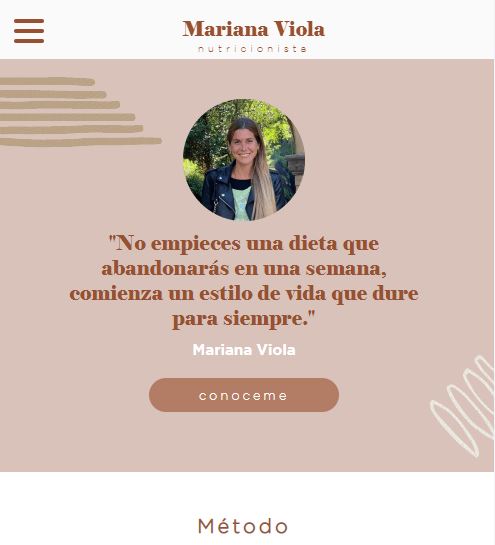 Mariana Viola
nutricionista
"No empieces una dieta que
abandonarás en una semana,
comienza un estilo de vida que dure
para siempre."
Mariana Viola
conoceme
Método